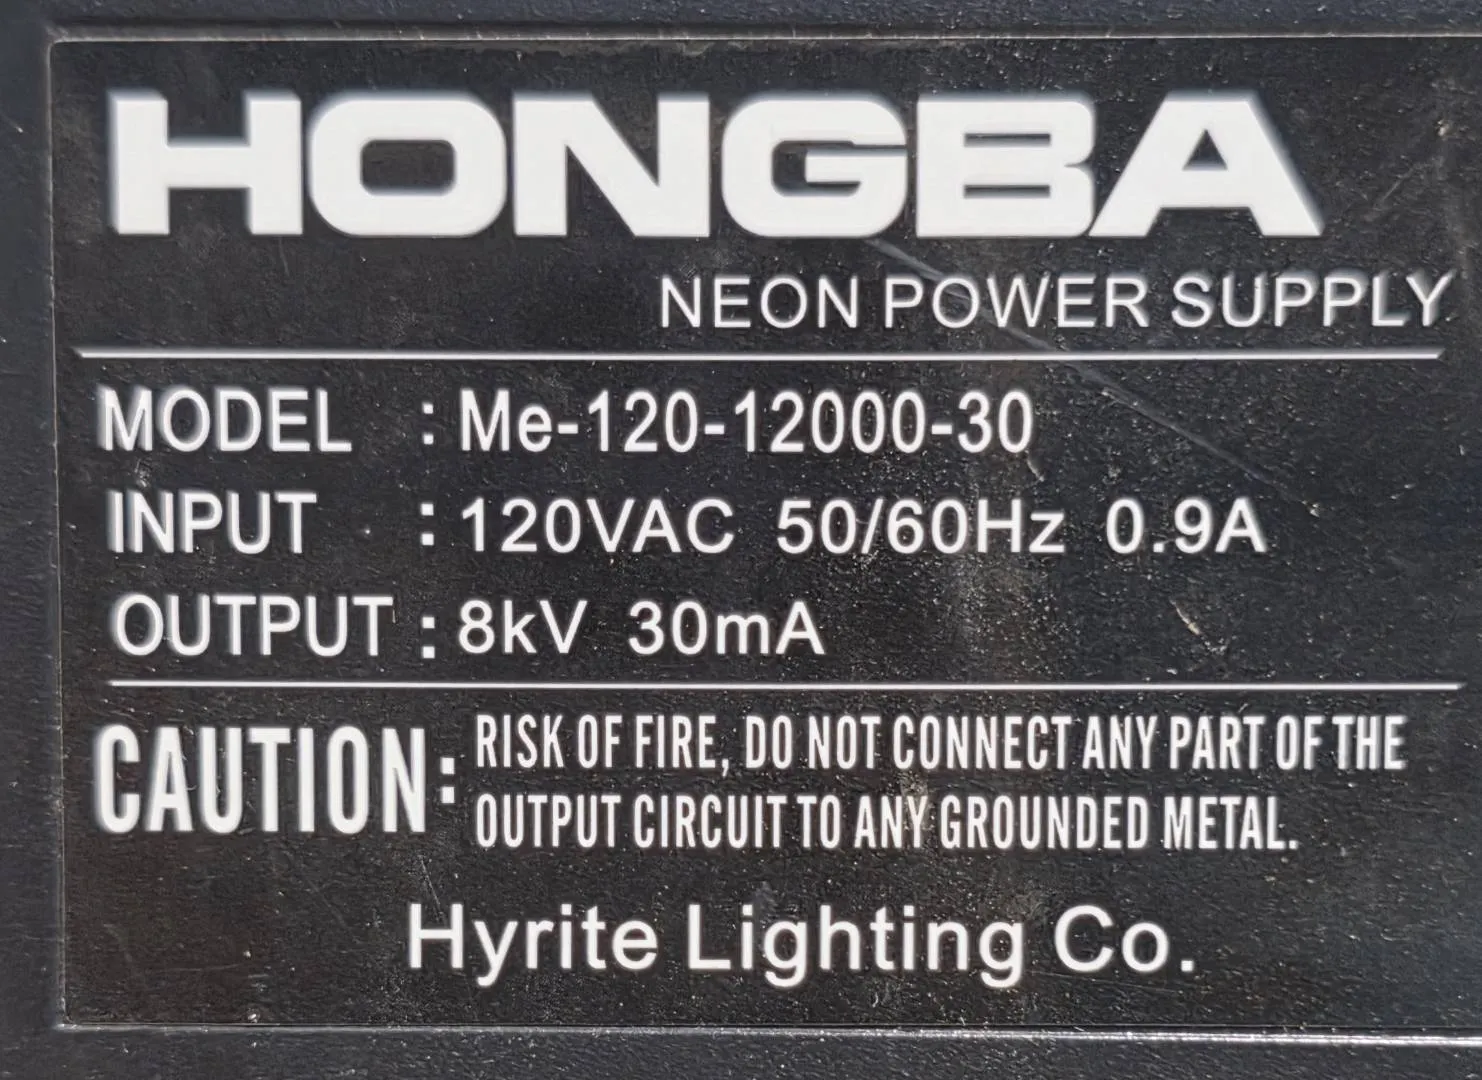 HONGBA
NEON POWER SUPPLY
MODEL : Me-120-12000-30
INPUT : 120VAC 50/60Hz 0.9A
OUTPUT : 8kV 30mA
CAUTION: RISK OF FIRE, DO NOT CONNECT ANY PART OF THE
OUTPUT CIRCUIT TO ANY GROUNDED METAL.
Hyrite Lighting Co.